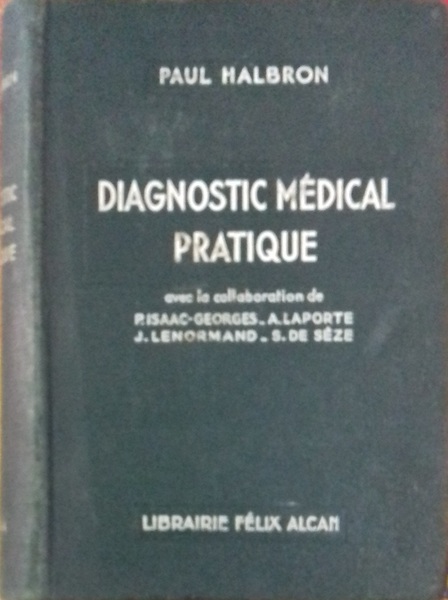 PAUL HALBRON
DIAGNOSTIC MÉDICAL
PRATIQUE
avec la collaboration de
P. ISAAC-GEORGES _ A. LAPORTE
J. LENORMAND _ S. DE SÈZE
LIBRAIRIE FÉLIX ALCAN